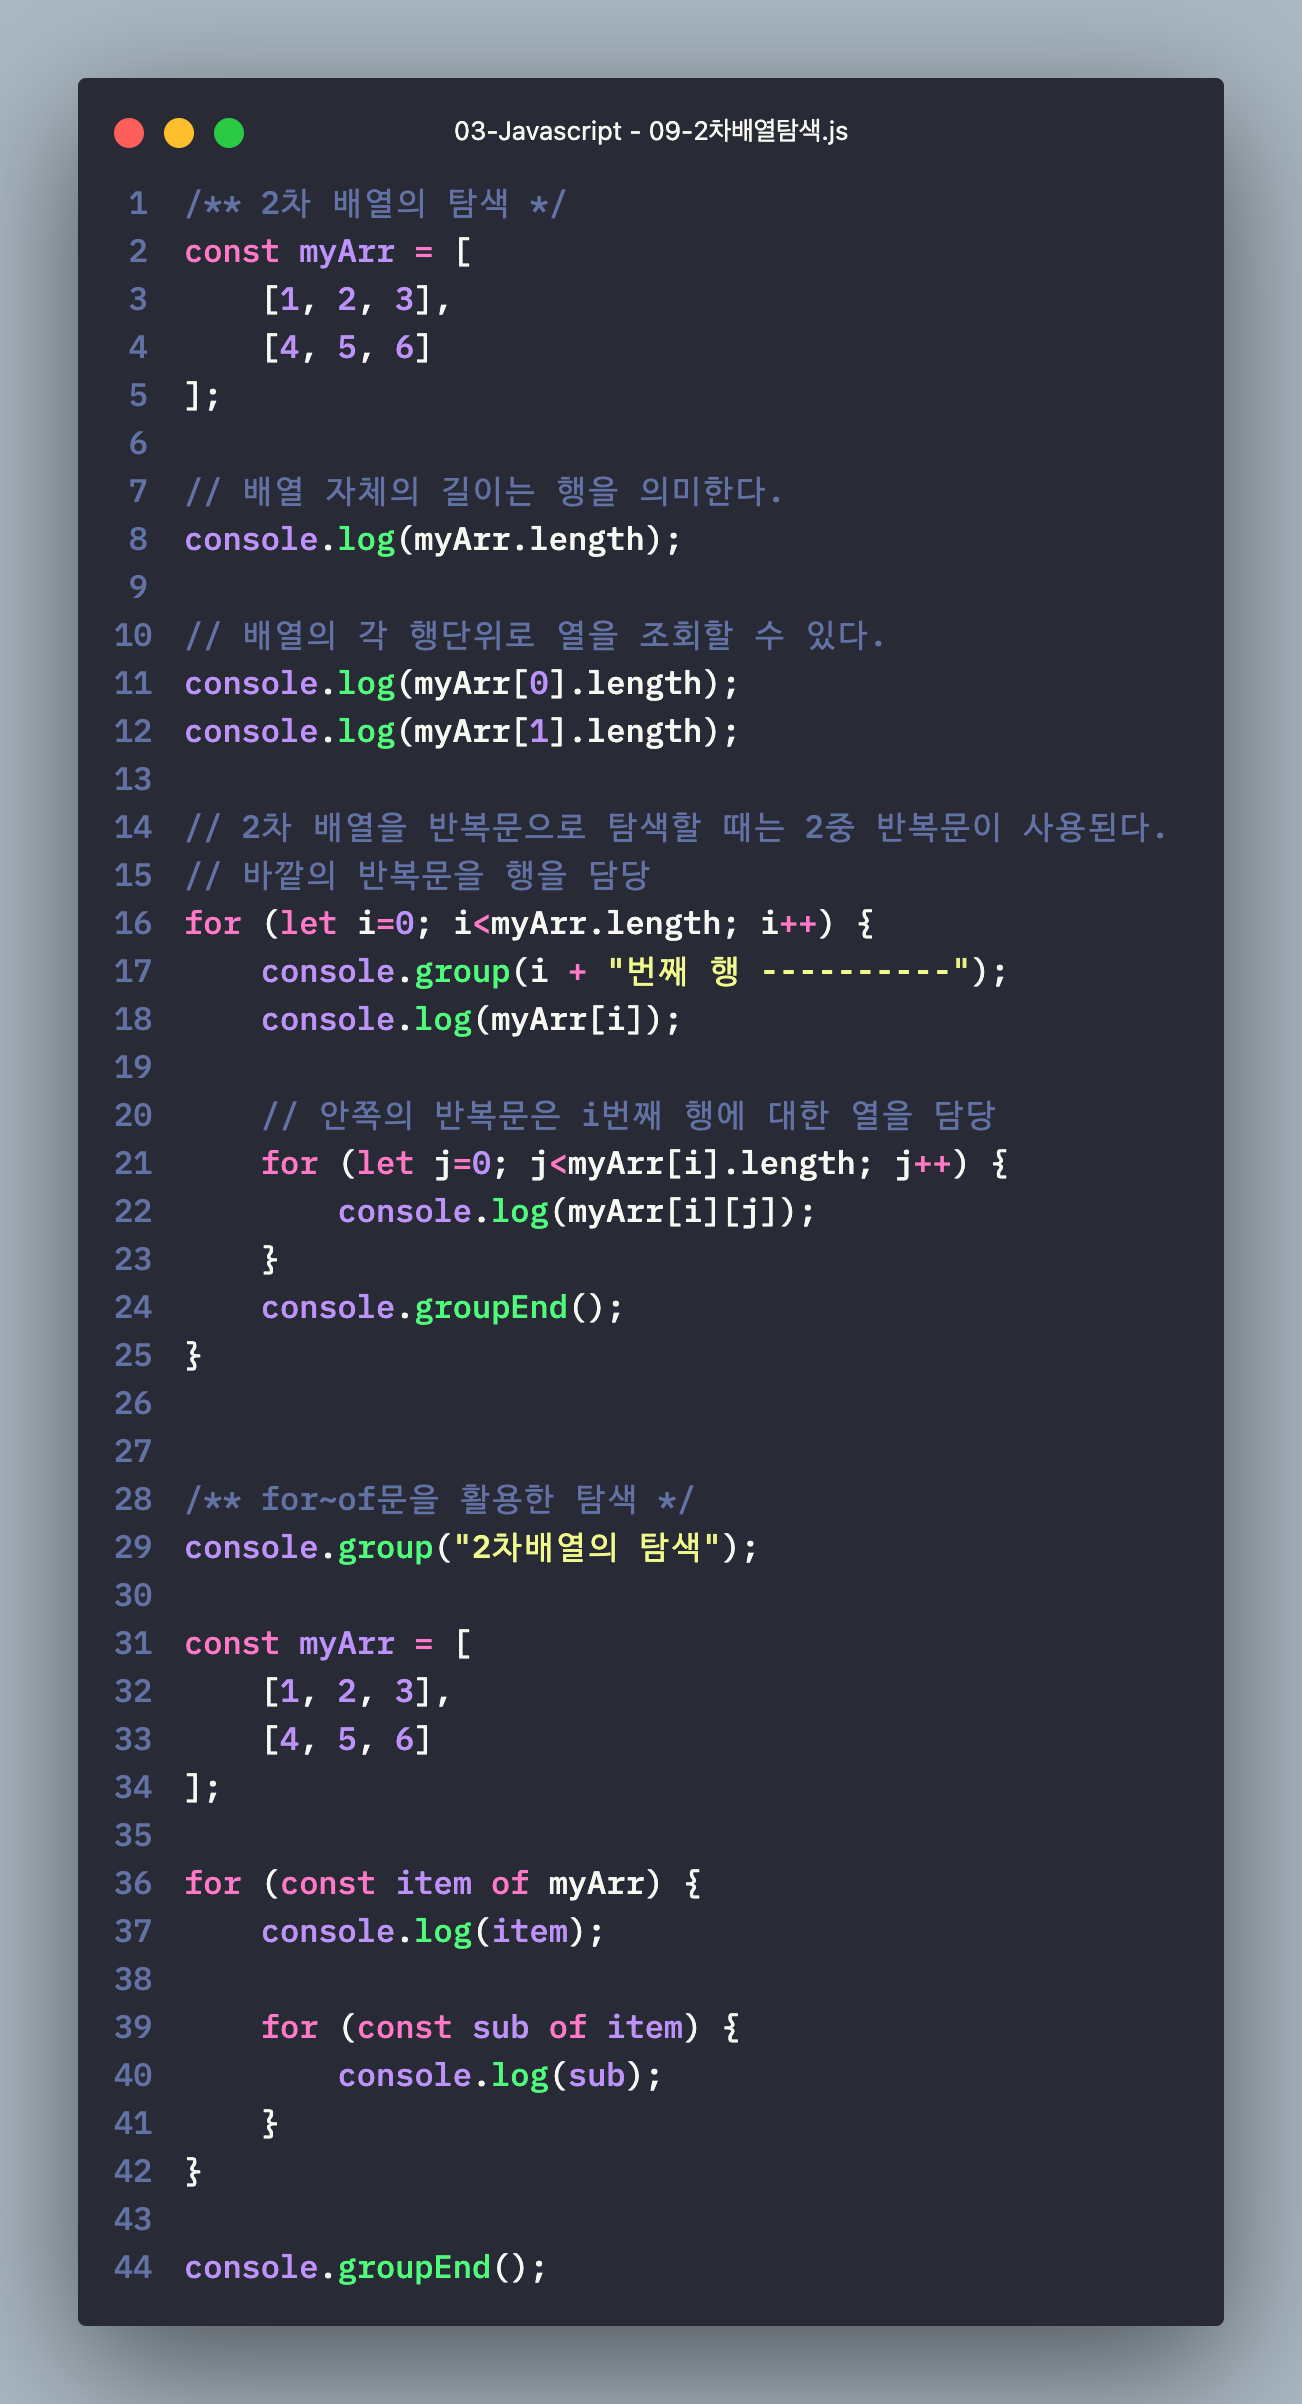 03-Javascript - 09-2차배열탐색.js
1 /** 2차 배열의 탐색 */
2 const myArr = [
3     [1, 2, 3],
4     [4, 5, 6]
5 ];
6
7 // 배열 자체의 길이는 행을 의미한다.
8 console.log(myArr.length);
9
10 // 배열의 각 행단위로 열을 조회할 수 있다.
11 console.log(myArr[0].length);
12 console.log(myArr[1].length);
13
14 // 2차 배열을 반복문으로 탐색할 때는 2중 반복문이 사용된다.
15 // 바깥의 반복문을 행을 담당
16 for (let i=0; i<myArr.length; i++) {
17     console.group(i + "번째 행 ----------");
18     console.log(myArr[i]);
19
20     // 안쪽의 반복문은 i번째 행에 대한 열을 담당
21     for (let j=0; j<myArr[i].length; j++) {
22         console.log(myArr[i][j]);
23     }
24     console.groupEnd();
25 }
26
27
28 /** for~of문을 활용한 탐색 */
29 console.group("2차배열의 탐색");
30
31 const myArr = [
32     [1, 2, 3],
33     [4, 5, 6]
34 ];
35
36 for (const item of myArr) {
37     console.log(item);
38
39     for (const sub of item) {
40         console.log(sub);
41     }
42 }
43
44 console.groupEnd();